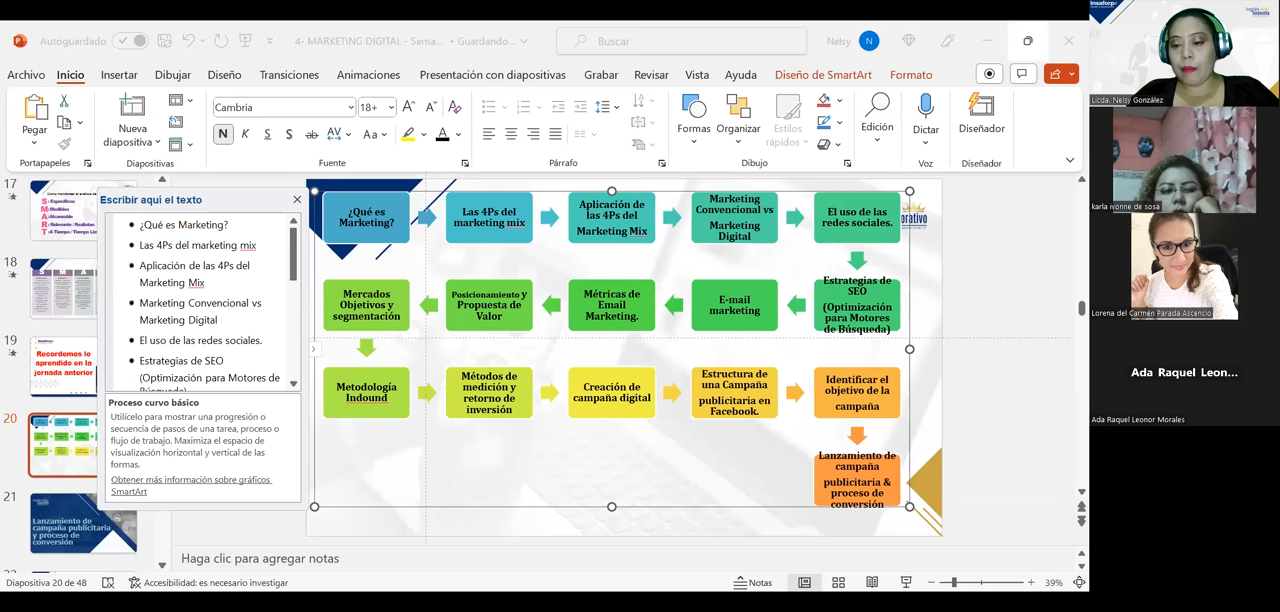 Autoguardado
4- MARKETING DIGITAL - Sema... • Guardando...
Buscar
Nelsy
N
Archivo Inicio Insertar Dibujar Diseño Transiciones Animaciones Presentación con diapositivas Grabar Revisar Vista Ayuda Diseño de SmartArt Formato
Pegar
Nueva
diapositiva
Cambria
18+
N K S S ab AV Aa A
Formas
Organizar
Estilos
rápidos
Edición
Dictar
Diseñador
Portapapeles
Diapositivas
Fuente
Párrafo
Dibujo
Voz
Diseñador
17
18
19
Recordemos lo
aprendido en la
jornada anterior
20
21
Lanzamiento de
campaña publicitaria
y proceso de
conversión
Escribir aquí el texto
¿Qué es Marketing?
Las 4Ps del marketing mix
Aplicación de las 4Ps del
Marketing Mix
Marketing Convencional vs
Marketing Digital
El uso de las redes sociales.
Estrategias de SEO
(Optimización para Motores de
Búsqueda)
Proceso curvo básico
Utilícelo para mostrar una progresión o
secuencia de pasos de una tarea, proceso o
flujo de trabajo. Maximiza el espacio de
visualización horizontal y vertical de las
formas.
Obtener más información sobre gráficos
SmartArt
¿Qué es
Marketing?
Las 4Ps del
marketing mix
Aplicación de
las 4Ps del
Marketing Mix
Marketing
Convencional vs
Marketing
Digital
El uso de las
redes sociales.
Mercados
Objetivos y
segmentación
Posicionamiento y
Propuesta de
Valor
Métricas de
Email
Marketing.
E-mail
marketing
Estrategias de
SEO
(Optimización
para Motores
de Búsqueda)
Metodología
Indound
Métodos de
medición y
retorno de
inversión
Creación de
campaña digital
Estructura de
una Campaña
publicitaria en
Facebook.
Identificar el
objetivo de la
campaña
Lanzamiento de
campaña
publicitaria &
proceso de
conversión
Haga clic para agregar notas
Diapositiva 20 de 48
Accesibilidad: es necesario investigar
Notas
39%
Insaforp
Licda. Nelsy González
karla ivonne de sosa
Lorena del Carmén Parada Ascencio
Ada Raquel Leon...
Ada Raquel Leonor Morales